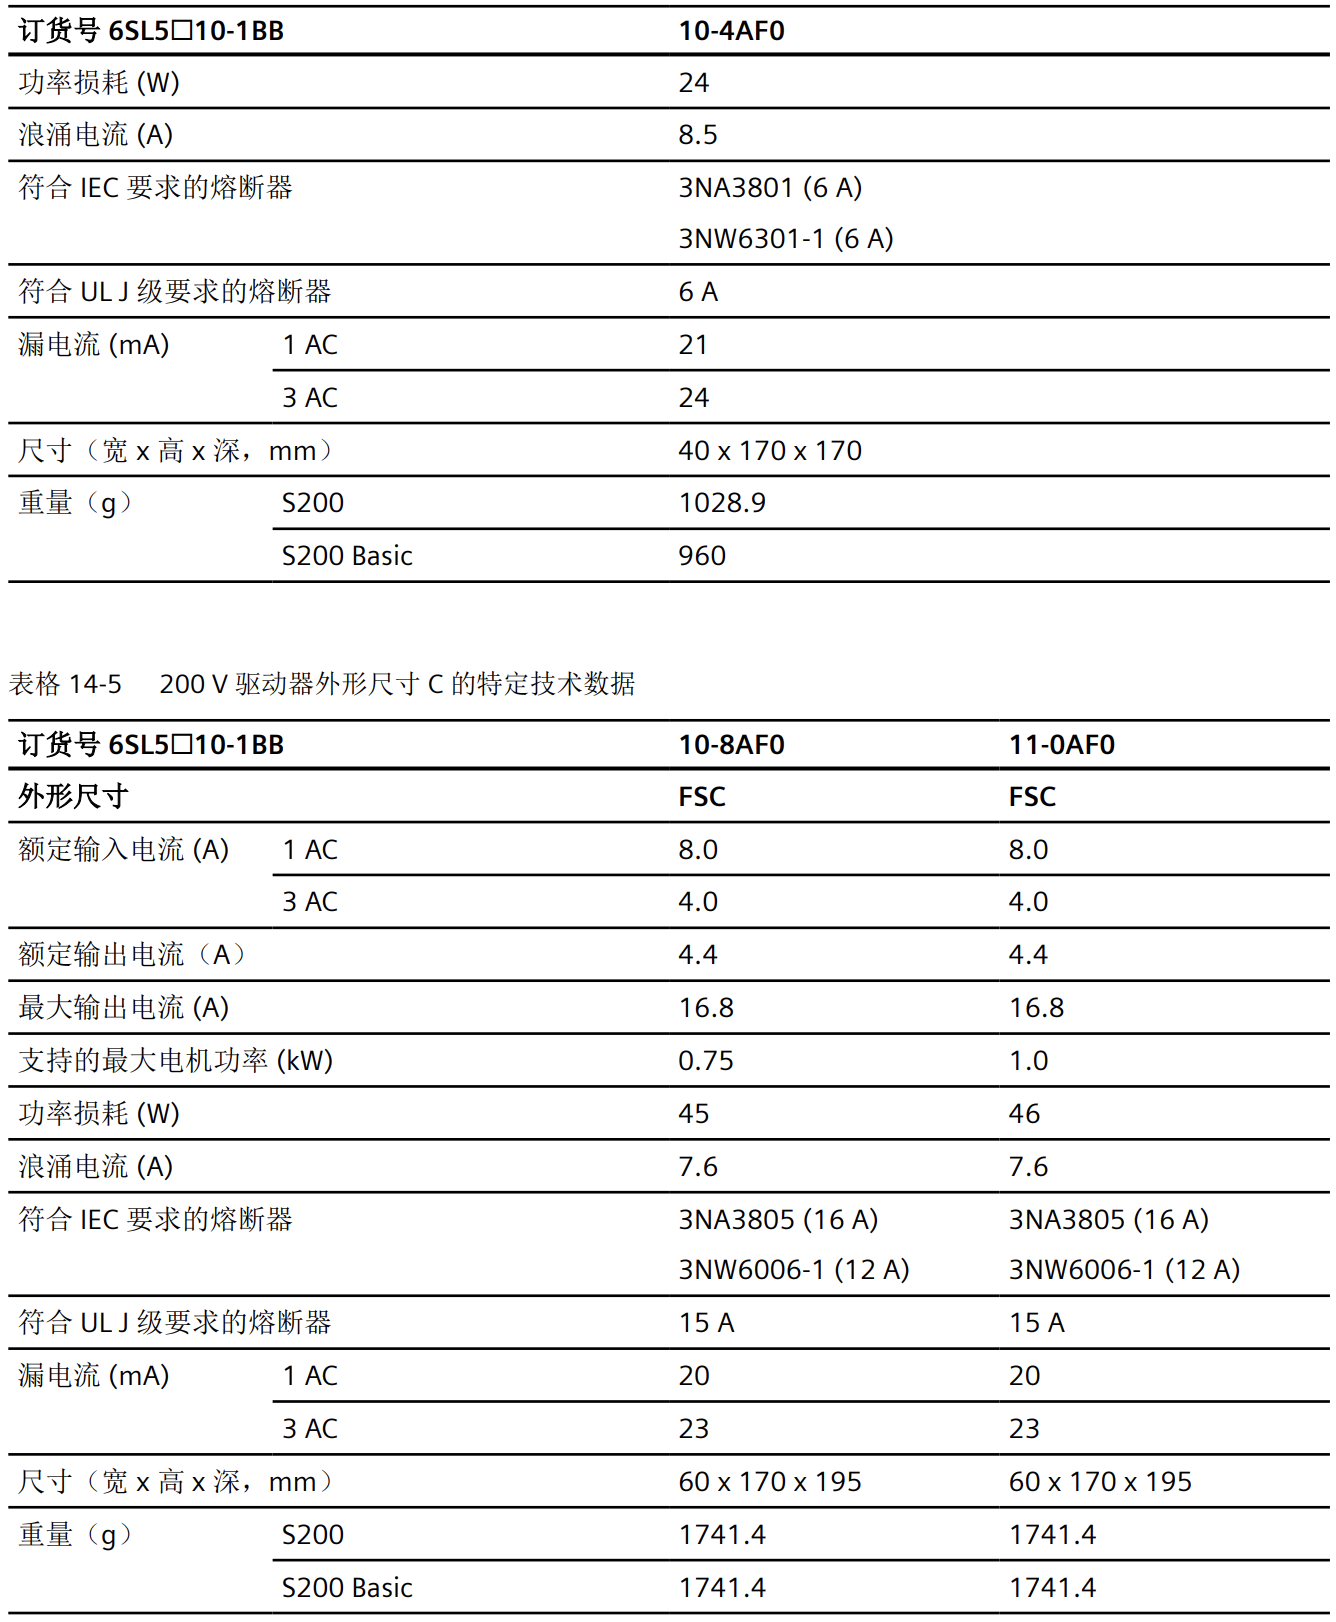 订货号 6SL5□10-1BB 10-4AF0
功率损耗 (W) 24
浪涌电流 (A) 8.5
符合 IEC 要求的熔断器 3NA3801 (6 A)
3NW6301-1 (6 A)
符合 UL J 级要求的熔断器 6 A
漏电流 (mA) 1 AC 21
3 AC 24
尺寸（宽 x 高 x 深，mm） 40 x 170 x 170
重量（g） S200 1028.9
S200 Basic 960
表格 14-5 200 V 驱动器外形尺寸 C 的特定技术数据
订货号 6SL5□10-1BB 10-8AF0 11-0AF0
外形尺寸 FSC FSC
额定输入电流 (A) 1 AC 8.0 8.0
3 AC 4.0 4.0
额定输出电流（A） 4.4 4.4
最大输出电流 (A) 16.8 16.8
支持的最大电机功率 (kW) 0.75 1.0
功率损耗 (W) 45 46
浪涌电流 (A) 7.6 7.6
符合 IEC 要求的熔断器 3NA3805 (16 A) 3NA3805 (16 A)
3NW6006-1 (12 A) 3NW6006-1 (12 A)
符合 UL J 级要求的熔断器 15 A 15 A
漏电流 (mA) 1 AC 20 20
3 AC 23 23
尺寸（宽 x 高 x 深，mm） 60 x 170 x 195 60 x 170 x 195
重量（g） S200 1741.4 1741.4
S200 Basic 1741.4 1741.4